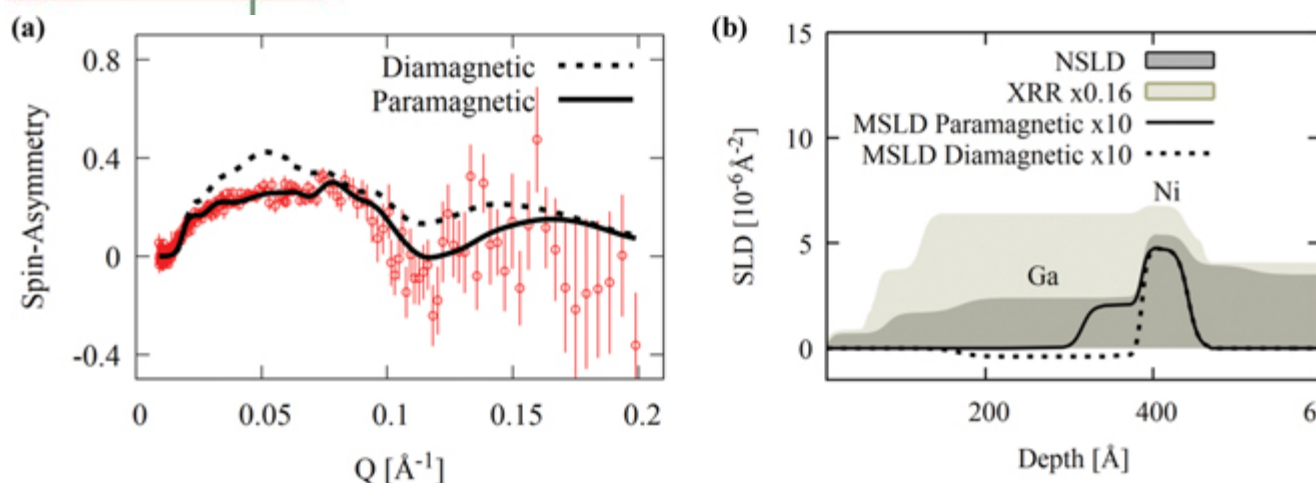 (a)
0.8
0.4
0
-0.4
Spin-Asymmetry
Diamagnetic
Paramagnetic
0 0.05 0.1 0.15 0.2
Q [Å-1]
(b)
15
10
5
0
SLD [10-6Å-2]
NSLD
XRR x0.16
MSLD Paramagnetic x10
MSLD Diamagnetic x10
Ni
Ga
200 400 6
Depth [Å]